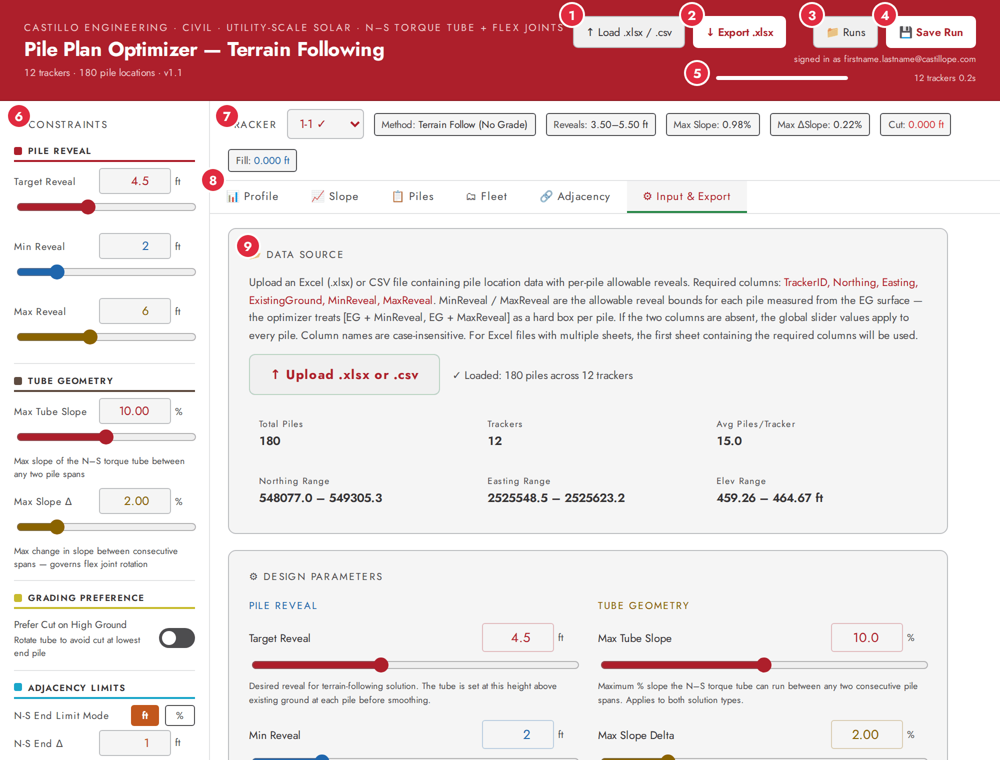 CASTILLO ENGINEERING · CIVIL · UTILITY-SCALE SOLAR · N–S TORQUE TUBE + FLEX JOINTS
Pile Plan Optimizer — Terrain Following
12 trackers · 180 pile locations · v1.1
1
↑ Load .xlsx / .csv
2
↓ Export .xlsx
3
Runs
4
Save Run
signed in as firstname.lastname@castillope.com
5
12 trackers 0.2s
6
CONSTRAINTS
PILE REVEAL
Target Reveal 4.5 ft
Min Reveal 2 ft
Max Reveal 6 ft
TUBE GEOMETRY
Max Tube Slope 10.00 %
Max slope of the N–S torque tube between
any two pile spans
Max Slope Δ 2.00 %
Max change in slope between consecutive
spans — governs flex joint rotation
GRADING PREFERENCE
Prefer Cut on High Ground
Rotate tube to avoid cut at lowest
end pile
ADJACENCY LIMITS
N-S End Limit Mode ft %
N-S End Δ 1 ft
7
RACKER 1-1 ✓ Method: Terrain Follow (No Grade) Reveals: 3.50–5.50 ft Max Slope: 0.98% Max ΔSlope: 0.22% Cut: 0.000 ft
Fill: 0.000 ft
8
Profile Slope Piles Fleet Adjacency Input & Export
9
DATA SOURCE
Upload an Excel (.xlsx) or CSV file containing pile location data with per-pile allowable reveals. Required columns: TrackerID, Northing, Easting,
ExistingGround, MinReveal, MaxReveal. MinReveal / MaxReveal are the allowable reveal bounds for each pile measured from the EG surface —
the optimizer treats [EG + MinReveal, EG + MaxReveal] as a hard box per pile. If the two columns are absent, the global slider values apply to
every pile. Column names are case-insensitive. For Excel files with multiple sheets, the first sheet containing the required columns will be used.
↑ Upload .xlsx or .csv ✓ Loaded: 180 piles across 12 trackers
Total Piles Trackers Avg Piles/Tracker
180 12 15.0
Northing Range Easting Range Elev Range
548077.0 – 549305.3 2525548.5 – 2525623.2 459.26 – 464.67 ft
DESIGN PARAMETERS
PILE REVEAL
Target Reveal 4.5 ft
Desired reveal for terrain-following solution. The tube is set at this height above
existing ground at each pile before smoothing.
Min Reveal 2 ft
TUBE GEOMETRY
Max Tube Slope 10.0 %
Maximum % slope the N–S torque tube can run between any two consecutive pile
spans. Applies to both solution types.
Max Slope Delta 2.00 %